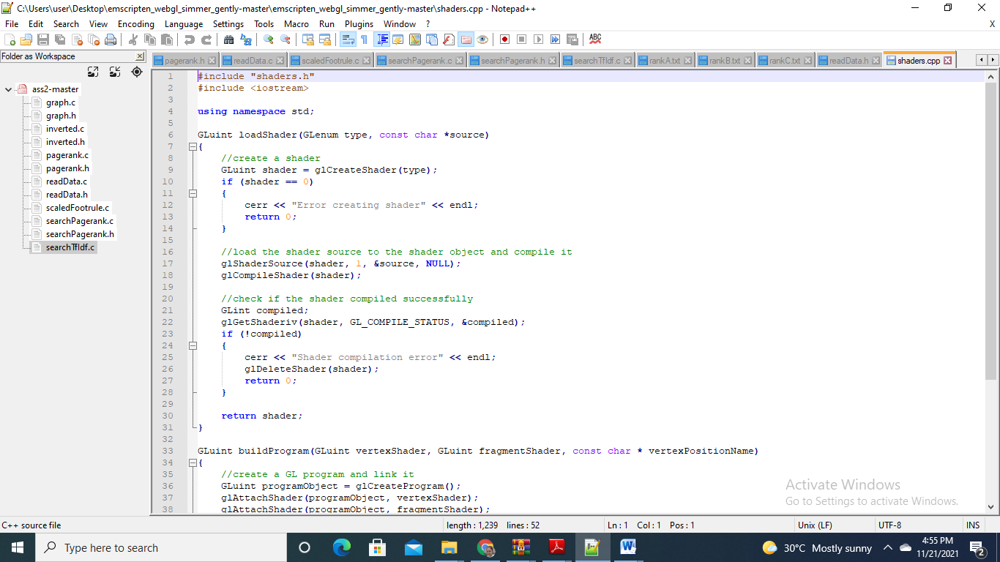 C:\Users\user\Desktop\emscripten_webgl_simmer_gently-master\emscripten_webgl_simmer_gently-master\shaders.cpp - Notepad++
File Edit Search View Encoding Language Settings Tools Macro Run Plugins Window ? X
ABC
Folder as Workspace
pagerank.h readData.c scaledFootrule.c searchPagerank.c searchPagerank.h searchTfIdf.c rankA.txt rankB.txt rankC.txt readData.h shaders.cpp
ass2-master
graph.c
graph.h
inverted.c
inverted.h
pagerank.c
pagerank.h
readData.c
readData.h
scaledFootrule.c
searchPagerank.c
searchPagerank.h
searchTfIdf.c
1 #include "shaders.h"
2 #include <iostream>
3
4 using namespace std;
5
6 GLuint loadShader(GLenum type, const char *source)
7 {
8 //create a shader
9 GLuint shader = glCreateShader(type);
10 if (shader == 0)
11 {
12 cerr << "Error creating shader" << endl;
13 return 0;
14 }
15
16 //load the shader source to the shader object and compile it
17 glShaderSource(shader, 1, &source, NULL);
18 glCompileShader(shader);
19
20 //check if the shader compiled successfully
21 GLint compiled;
22 glGetShaderiv(shader, GL_COMPILE_STATUS, &compiled);
23 if (!compiled)
24 {
25 cerr << "Shader compilation error" << endl;
26 glDeleteShader(shader);
27 return 0;
28 }
29
30 return shader;
31 }
32
33 GLuint buildProgram(GLuint vertexShader, GLuint fragmentShader, const char * vertexPositionName)
34 {
35 //create a GL program and link it
36 GLuint programObject = glCreateProgram();
37 glAttachShader(programObject, vertexShader);
38 glAttachShader(programObject, fragmentShader);
Activate Windows
Go to Settings to activate Windows.
C++ source file length : 1,239 lines : 52 Ln : 1 Col : 1 Pos : 1 Unix (LF) UTF-8 INS
Type here to search
30°C Mostly sunny
4:55 PM
11/21/2021
2